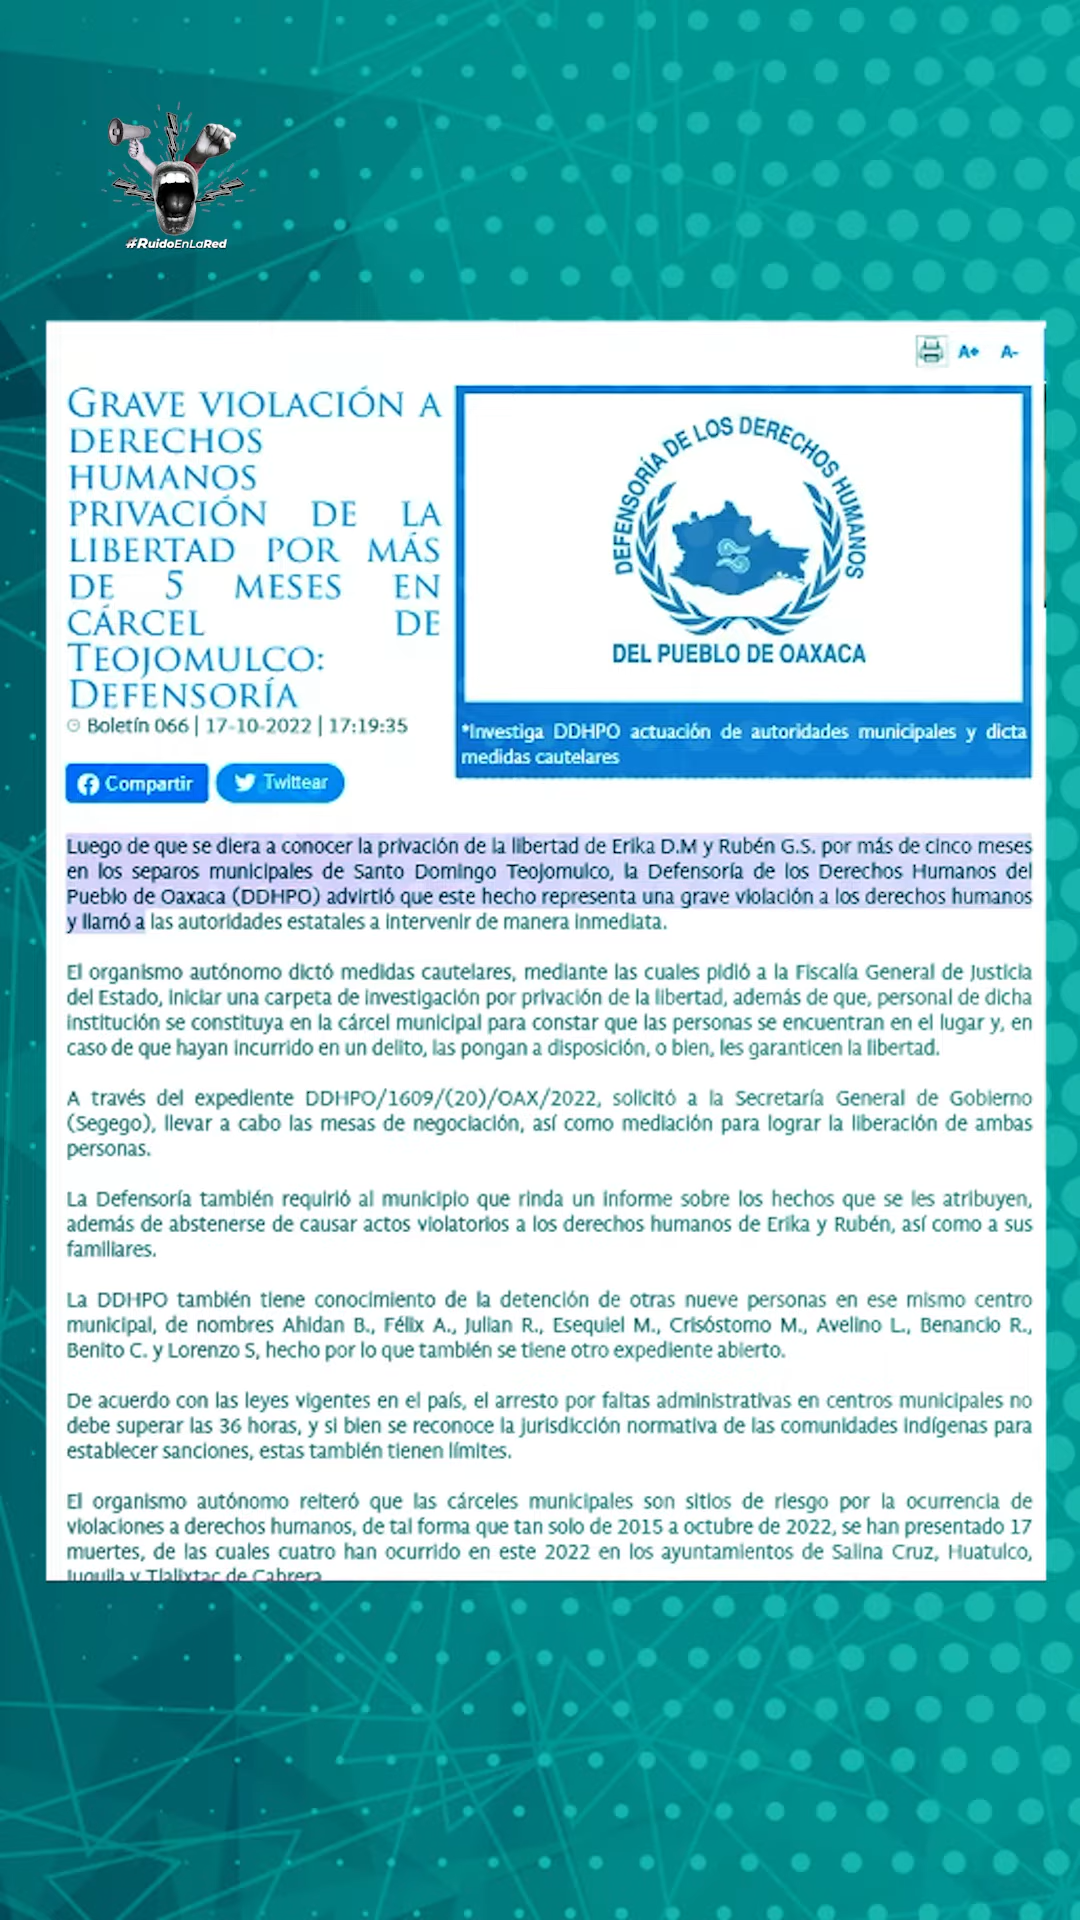 #RuidoEnLaRed
A+ A-
GRAVE VIOLACIÓN A
DERECHOS
HUMANOS
PRIVACIÓN DE LA
LIBERTAD POR MÁS
DE 5 MESES EN
CÁRCEL DE
TEOJOMULCO:
DEFENSORÍA
Boletín 066 | 17-10-2022 | 17:19:35
Compartir Twittear
DEFENSORÍA DE LOS DERECHOS HUMANOS
DEL PUEBLO DE OAXACA
*Investiga DDHPO actuación de autoridades municipales y dicta
medidas cautelares
Luego de que se diera a conocer la privación de la libertad de Erika D.M y Rubén G.S. por más de cinco meses
en los separos municipales de Santo Domingo Teojomulco, la Defensoría de los Derechos Humanos del
Pueblo de Oaxaca (DDHPO) advirtió que este hecho representa una grave violación a los derechos humanos
y llamó a las autoridades estatales a intervenir de manera inmediata.
El organismo autónomo dictó medidas cautelares, mediante las cuales pidió a la Fiscalía General de Justicia
del Estado, iniciar una carpeta de investigación por privación de la libertad, además de que, personal de dicha
institución se constituya en la cárcel municipal para constar que las personas se encuentran en el lugar y, en
caso de que hayan incurrido en un delito, las pongan a disposición, o bien, les garanticen la libertad.
A través del expediente DDHPO/1609/(20)/OAX/2022, solicitó a la Secretaría General de Gobierno
(Segego), llevar a cabo las mesas de negociación, así como mediación para lograr la liberación de ambas
personas.
La Defensoría también requirió al municipio que rinda un informe sobre los hechos que se les atribuyen,
además de abstenerse de causar actos violatorios a los derechos humanos de Erika y Rubén, así como a sus
familiares.
La DDHPO también tiene conocimiento de la detención de otras nueve personas en ese mismo centro
municipal, de nombres Ahidan B., Félix A., Julian R., Esequiel M., Crisóstomo M., Avelino L., Benancio R.,
Benito C. y Lorenzo S, hecho por lo que también se tiene otro expediente abierto.
De acuerdo con las leyes vigentes en el país, el arresto por faltas administrativas en centros municipales no
debe superar las 36 horas, y si bien se reconoce la jurisdicción normativa de las comunidades indígenas para
establecer sanciones, estas también tienen límites.
El organismo autónomo reiteró que las cárceles municipales son sitios de riesgo por la ocurrencia de
violaciones a derechos humanos, de tal forma que tan solo de 2015 a octubre de 2022, se han presentado 17
muertes, de las cuales cuatro han ocurrido en este 2022 en los ayuntamientos de Salina Cruz, Huatulco,
Juquila y Tlalixtac de Cabrera